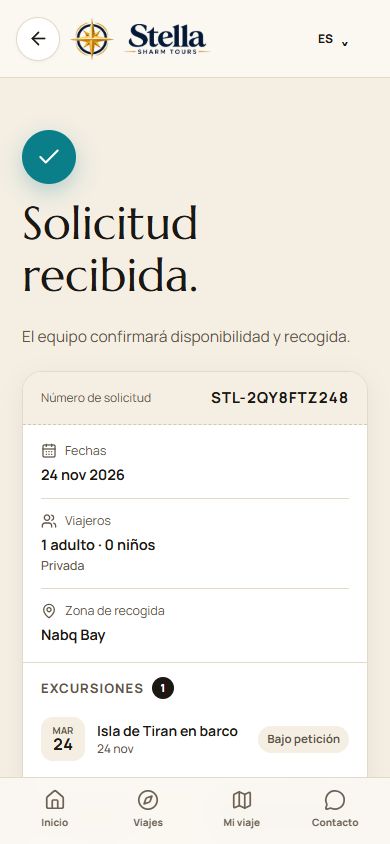 Stella
SHARM TOURS
ES
Solicitud
recibida.
El equipo confirmará disponibilidad y recogida.
Número de solicitud STL-2QY8FTZ248
Fechas
24 nov 2026
Viajeros
1 adulto · 0 niños
Privada
Zona de recogida
Nabq Bay
EXCURSIONES 1
MAR
24
Isla de Tiran en barco
24 nov
Bajo petición
Inicio Viajes Mi viaje Contacto